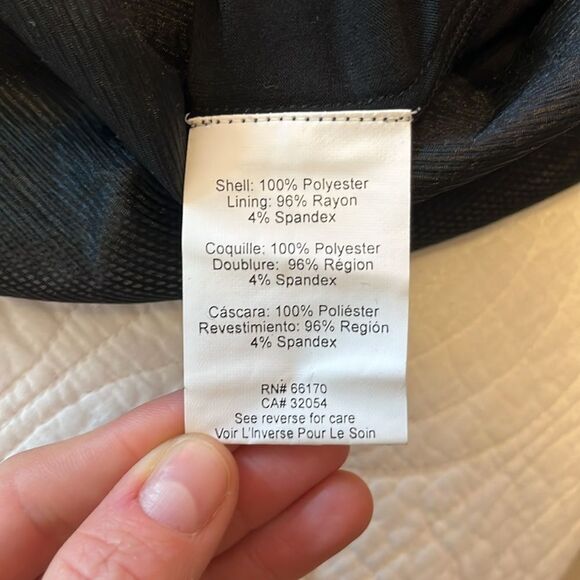 Shell: 100% Polyester
Lining: 96% Rayon
4% Spandex
Coquille: 100% Polyester
Doublure: 96% Région
4% Spandex
Cáscara: 100% Poliéster
Revestimiento: 96% Región
4% Spandex
RN# 66170
CA# 32054
See reverse for care
Voir L'Inverse Pour Le Soin